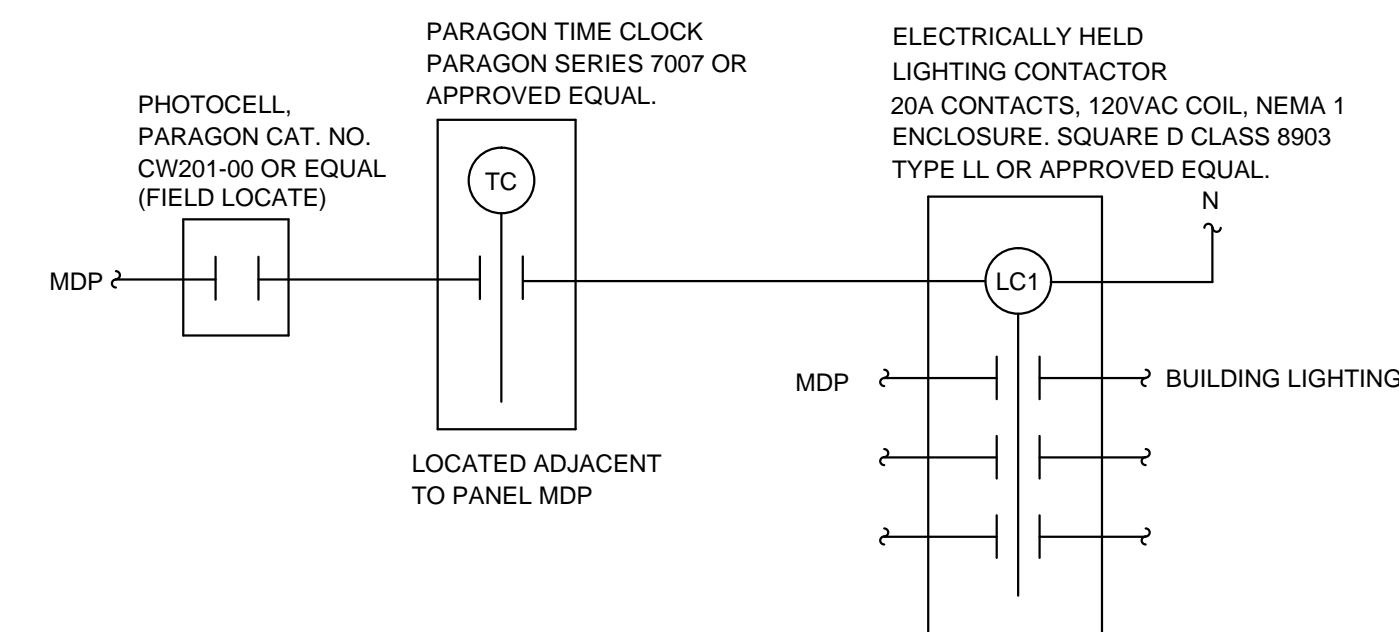 PARAGON TIME CLOCK
PARAGON SERIES 7007 OR
APPROVED EQUAL.
ELECTRICALLY HELD
LIGHTING CONTACTOR
20A CONTACTS, 120VAC COIL, NEMA 1
ENCLOSURE. SQUARE D CLASS 8903
TYPE LL OR APPROVED EQUAL.
PHOTOCELL,
PARAGON CAT. NO.
CW201-00 OR EQUAL
(FIELD LOCATE)
TC
N
MDP
LC1
MDP
BUILDING LIGHTING
LOCATED ADJACENT
TO PANEL MDP